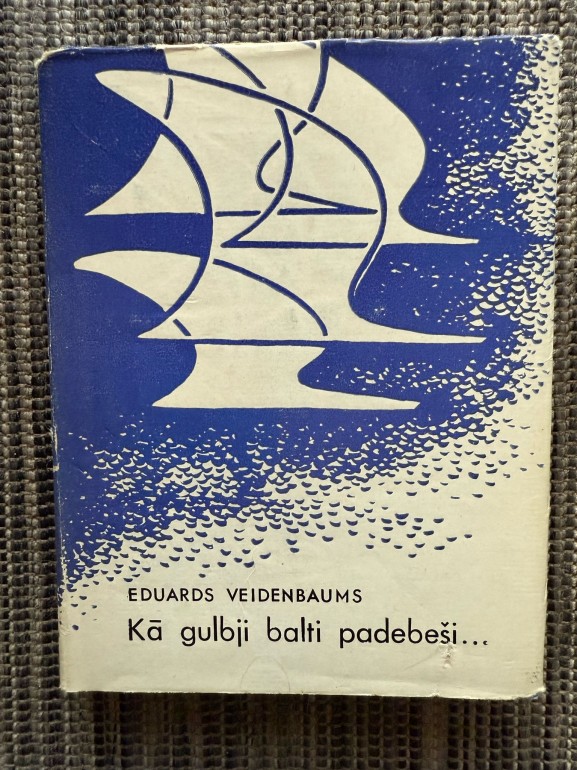 EDUARDS VEIDENBAUMS
Kā gulbji balti padebeši...